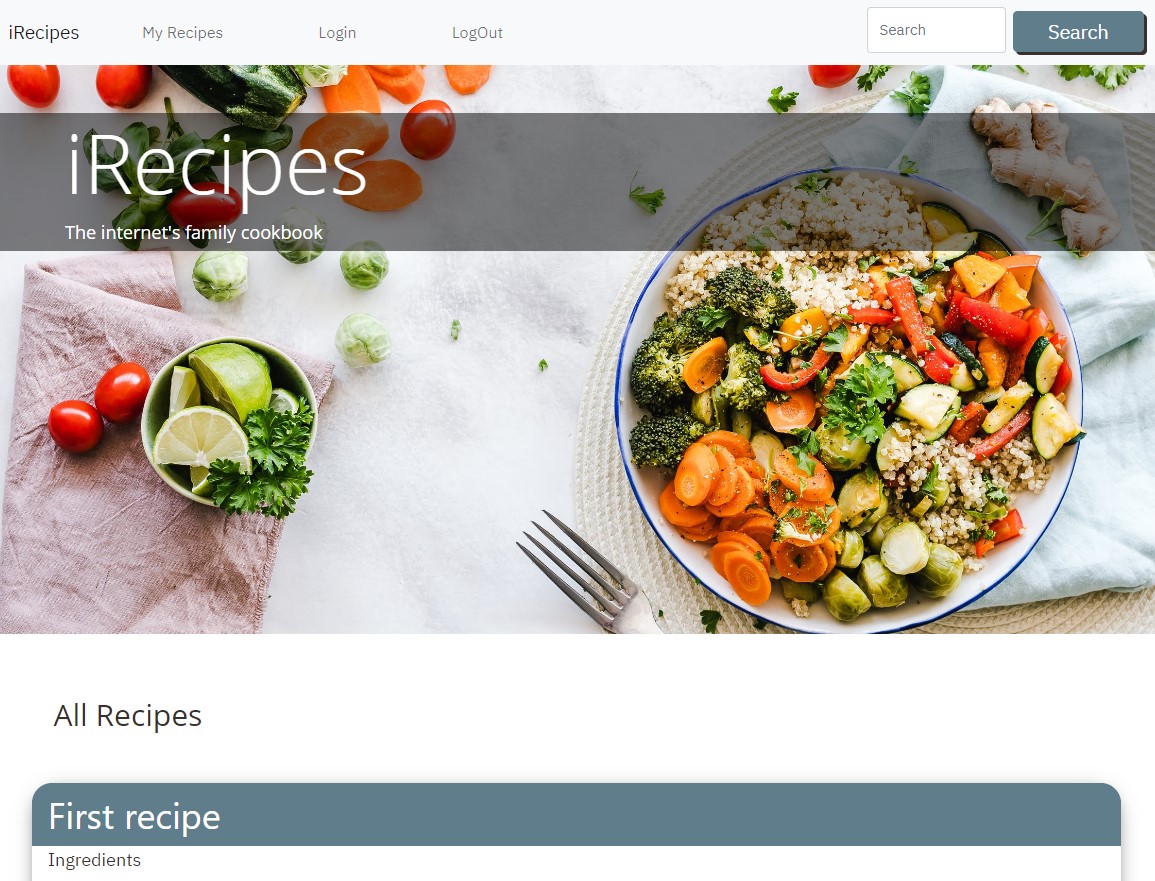 iRecipes My Recipes Login LogOut Search Search
iRecipes
The internet's family cookbook
All Recipes
First recipe
Ingredients